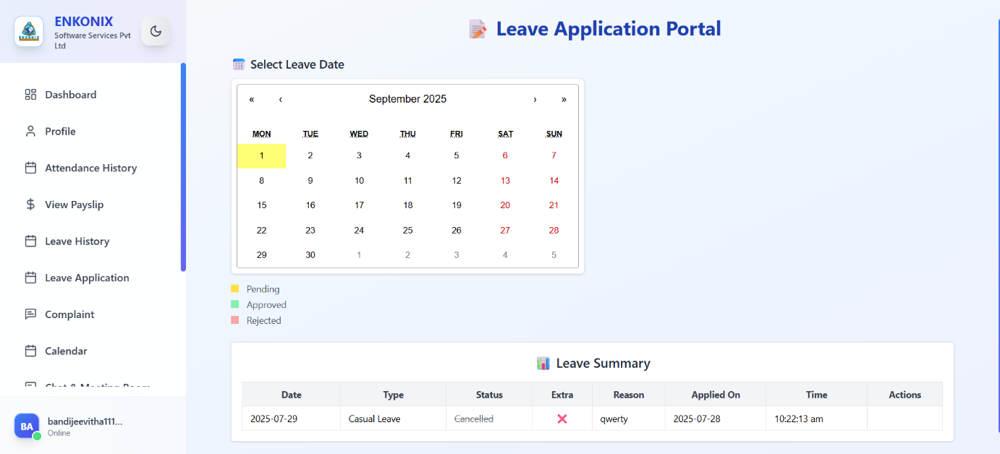 ENKONIX
Software Services Pvt
Ltd
Dashboard
Profile
Attendance History
View Payslip
Leave History
Leave Application
Complaint
Calendar
Chat & Meeting Room
BA
bandijeevitha111...
Online
Leave Application Portal
Select Leave Date
« ‹ September 2025 › »
MON TUE WED THU FRI SAT SUN
1 2 3 4 5 6 7
8 9 10 11 12 13 14
15 16 17 18 19 20 21
22 23 24 25 26 27 28
29 30 1 2 3 4 5
Pending
Approved
Rejected
Leave Summary
Date Type Status Extra Reason Applied On Time Actions
2025-07-29 Casual Leave Cancelled ❌ qwerty 2025-07-28 10:22:13 am